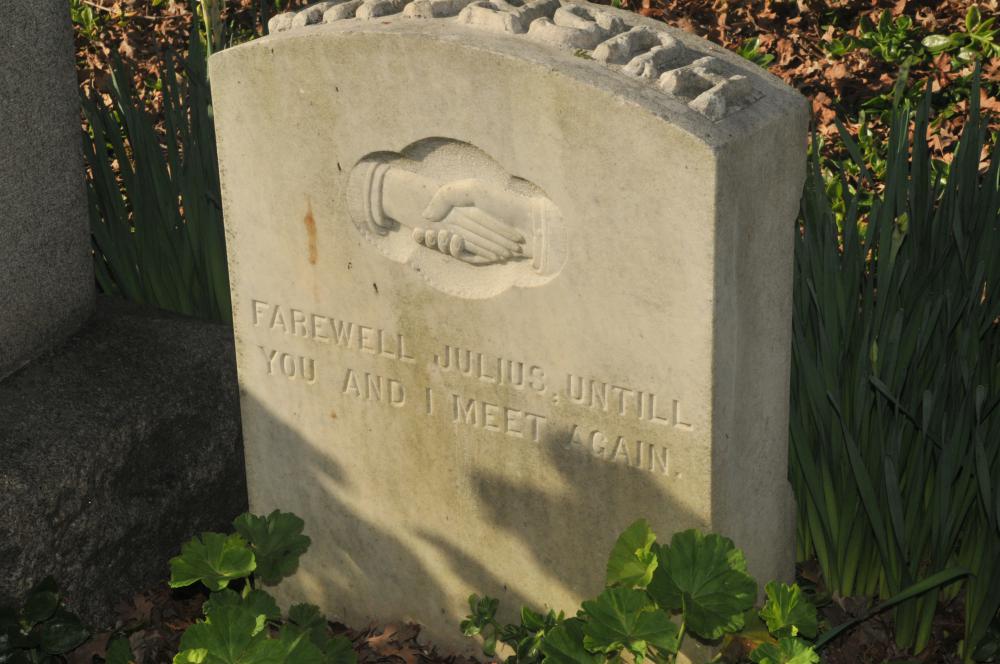 FAREWELL JULIUS, UNTILL
YOU AND I MEET AGAIN.